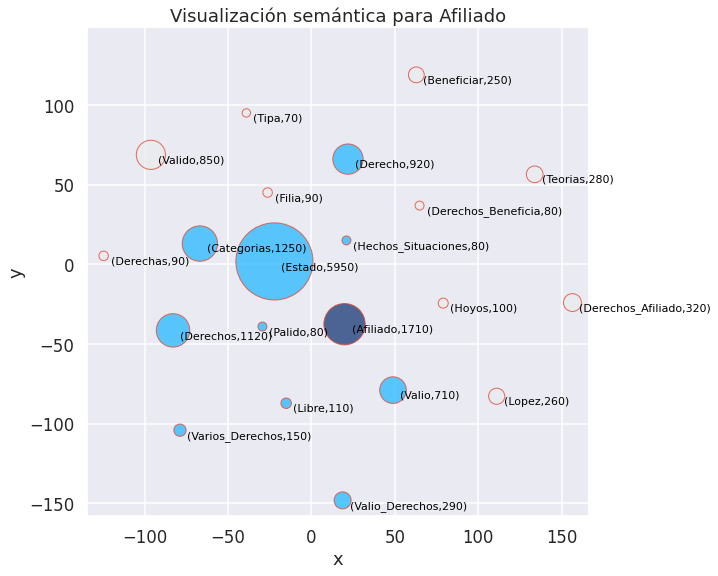 Visualización semántica para Afiliado
(Beneficiar,250)
(Tipa,70)
(Valido,850)
(Derecho,920)
(Teorias,280)
(Filia,90)
(Derechos_Beneficia,80)
(Categorias,1250)
(Hechos_Situaciones,80)
(Derechas,90)
(Estado,5950)
(Hoyos,100)
(Derechos_Afiliado,320)
(Derechos,1120)
(Palido,80)
(Afiliado,1710)
(Valio,710)
(Lopez,260)
(Libre,110)
(Varios_Derechos,150)
(Valio_Derechos,290)
100
50
0
−50
−100
−150
y
−100
−50
0
50
100
150
x